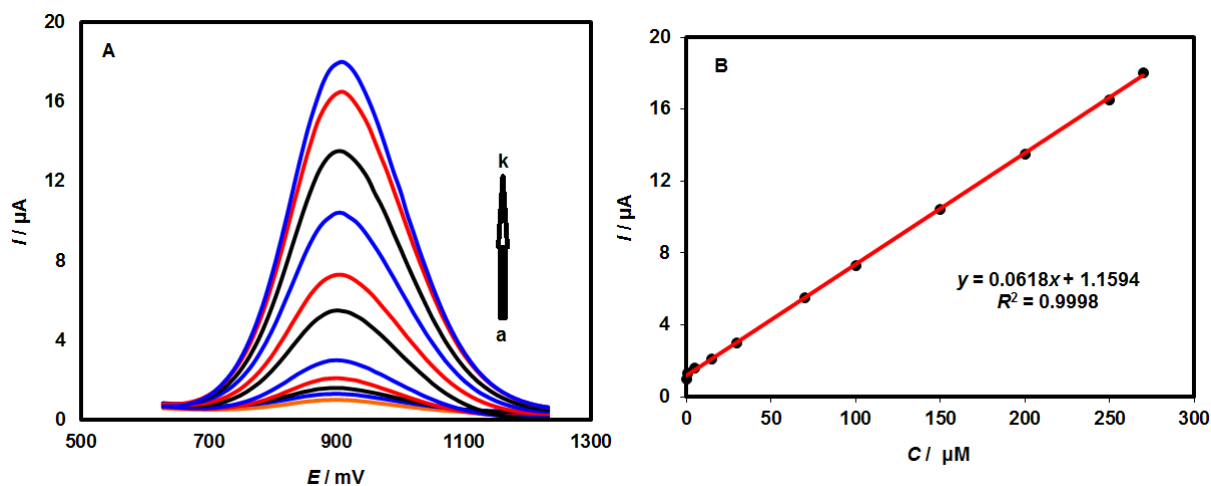 A
20
16
12
8
4
0
I / μA
500 700 900 1100 1300
E / mV
k
a
B
20
16
12
8
4
0
I / μA
0 50 100 150 200 250 300
C / μM
y = 0.0618x + 1.1594
R² = 0.9998